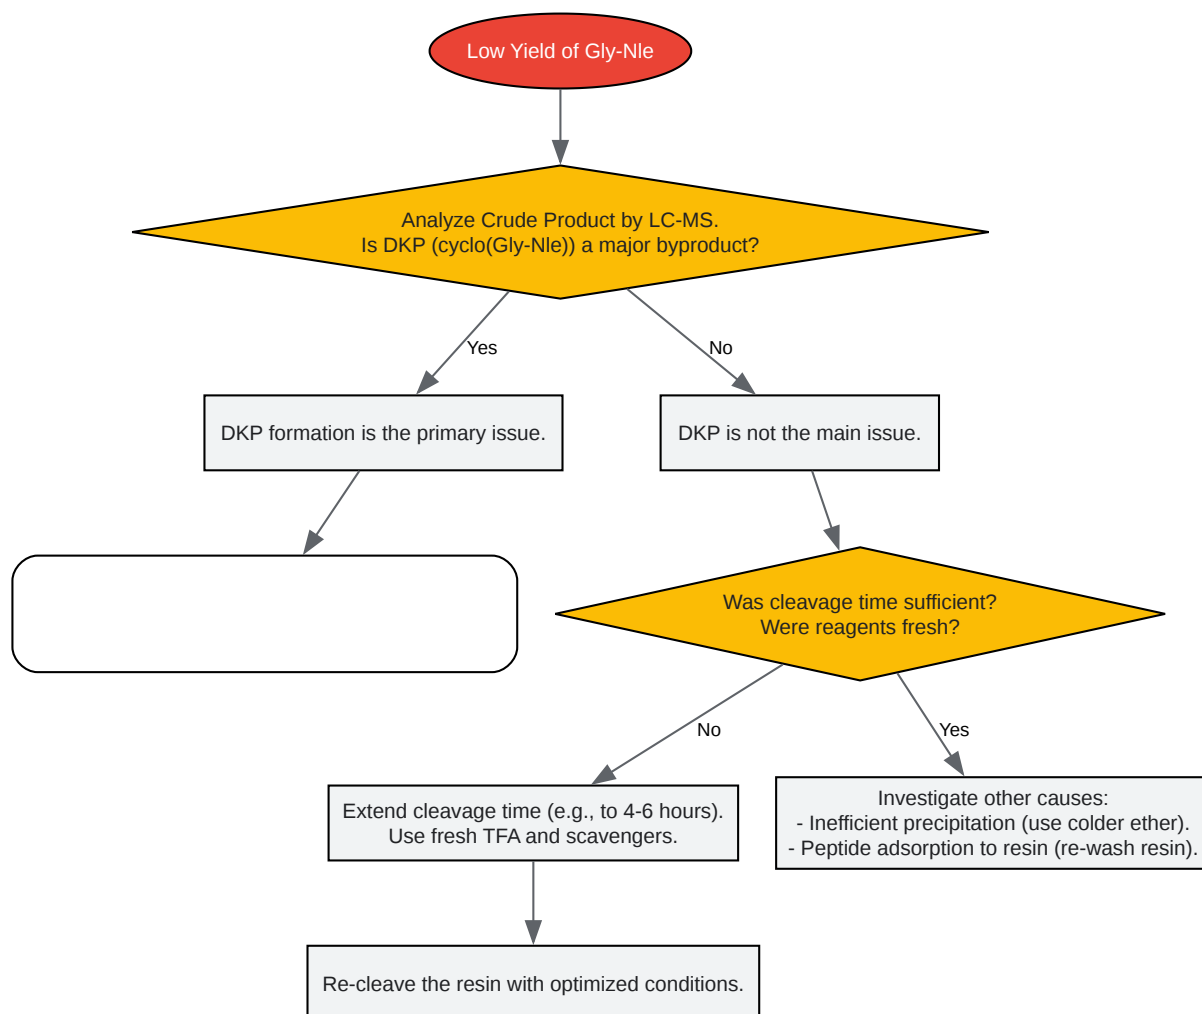 Low Yield of Gly-Nle
Analyze Crude Product by LC-MS.
Is DKP (cyclo(Gly-Nle)) a major byproduct?
Yes
No
DKP formation is the primary issue.
DKP is not the main issue.
Was cleavage time sufficient?
Were reagents fresh?
No
Yes
Extend cleavage time (e.g., to 4-6 hours).
Use fresh TFA and scavengers.
Investigate other causes:
- Inefficient precipitation (use colder ether).
- Peptide adsorption to resin (re-wash resin).
Re-cleave the resin with optimized conditions.